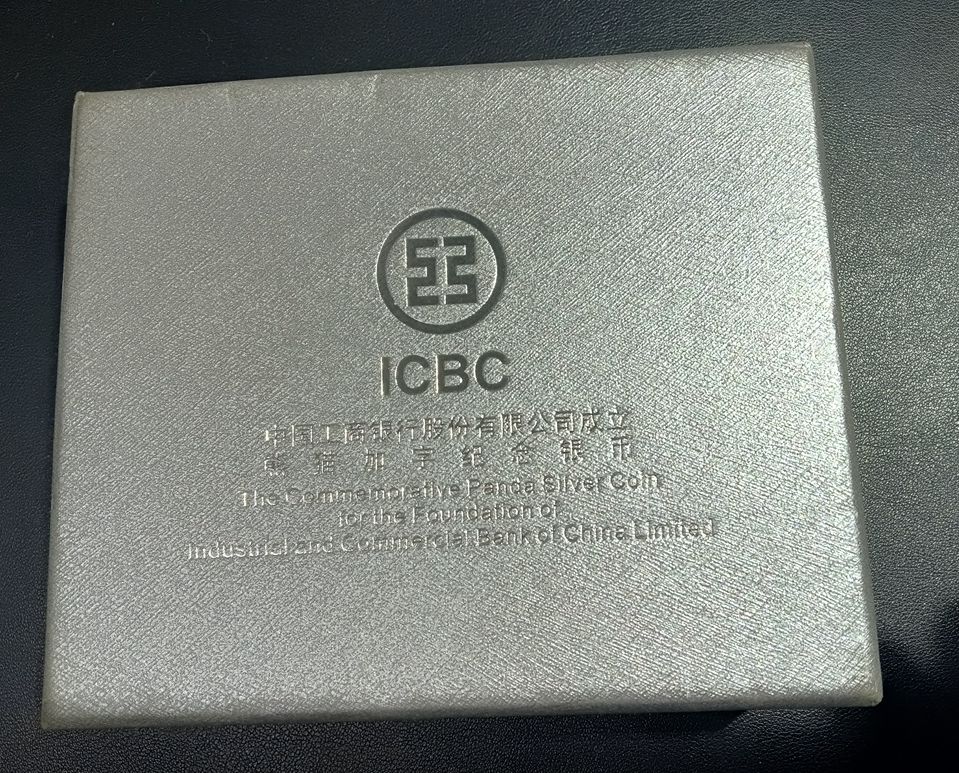 ICBC
中国工商银行股份有限公司成立
熊猫加字纪念银币
The Commemorative Panda Silver Coin
for the Foundation of
Industrial and Commercial Bank of China Limited